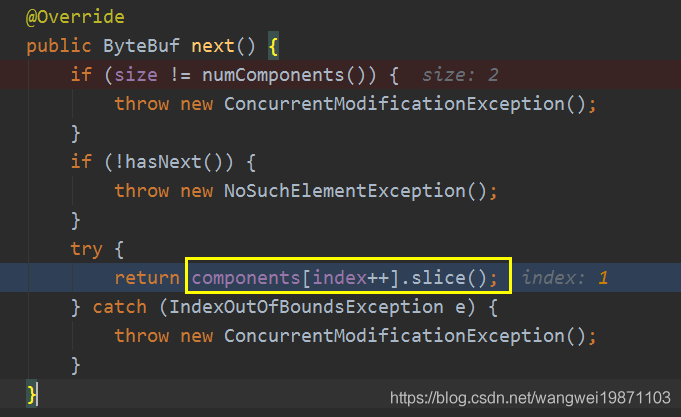 @Override
public ByteBuf next() {
if (size != numComponents()) { size: 2
throw new ConcurrentModificationException();
}
if (!hasNext()) {
throw new NoSuchElementException();
}
try {
return components[index++].slice(); index: 1
} catch (IndexOutOfBoundsException e) {
throw new ConcurrentModificationException();
}
}
https://blog.csdn.net/wangwei19871103